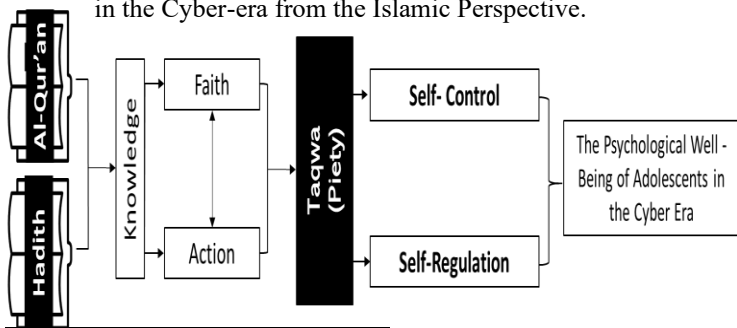 in the Cyber-era from the Islamic Perspective.
Al-Qur'an
Hadith
Knowledge
Faith
Action
Taqwa
(Piety)
Self- Control
Self-Regulation
The Psychological Well -
Being of Adolescents in
the Cyber Era